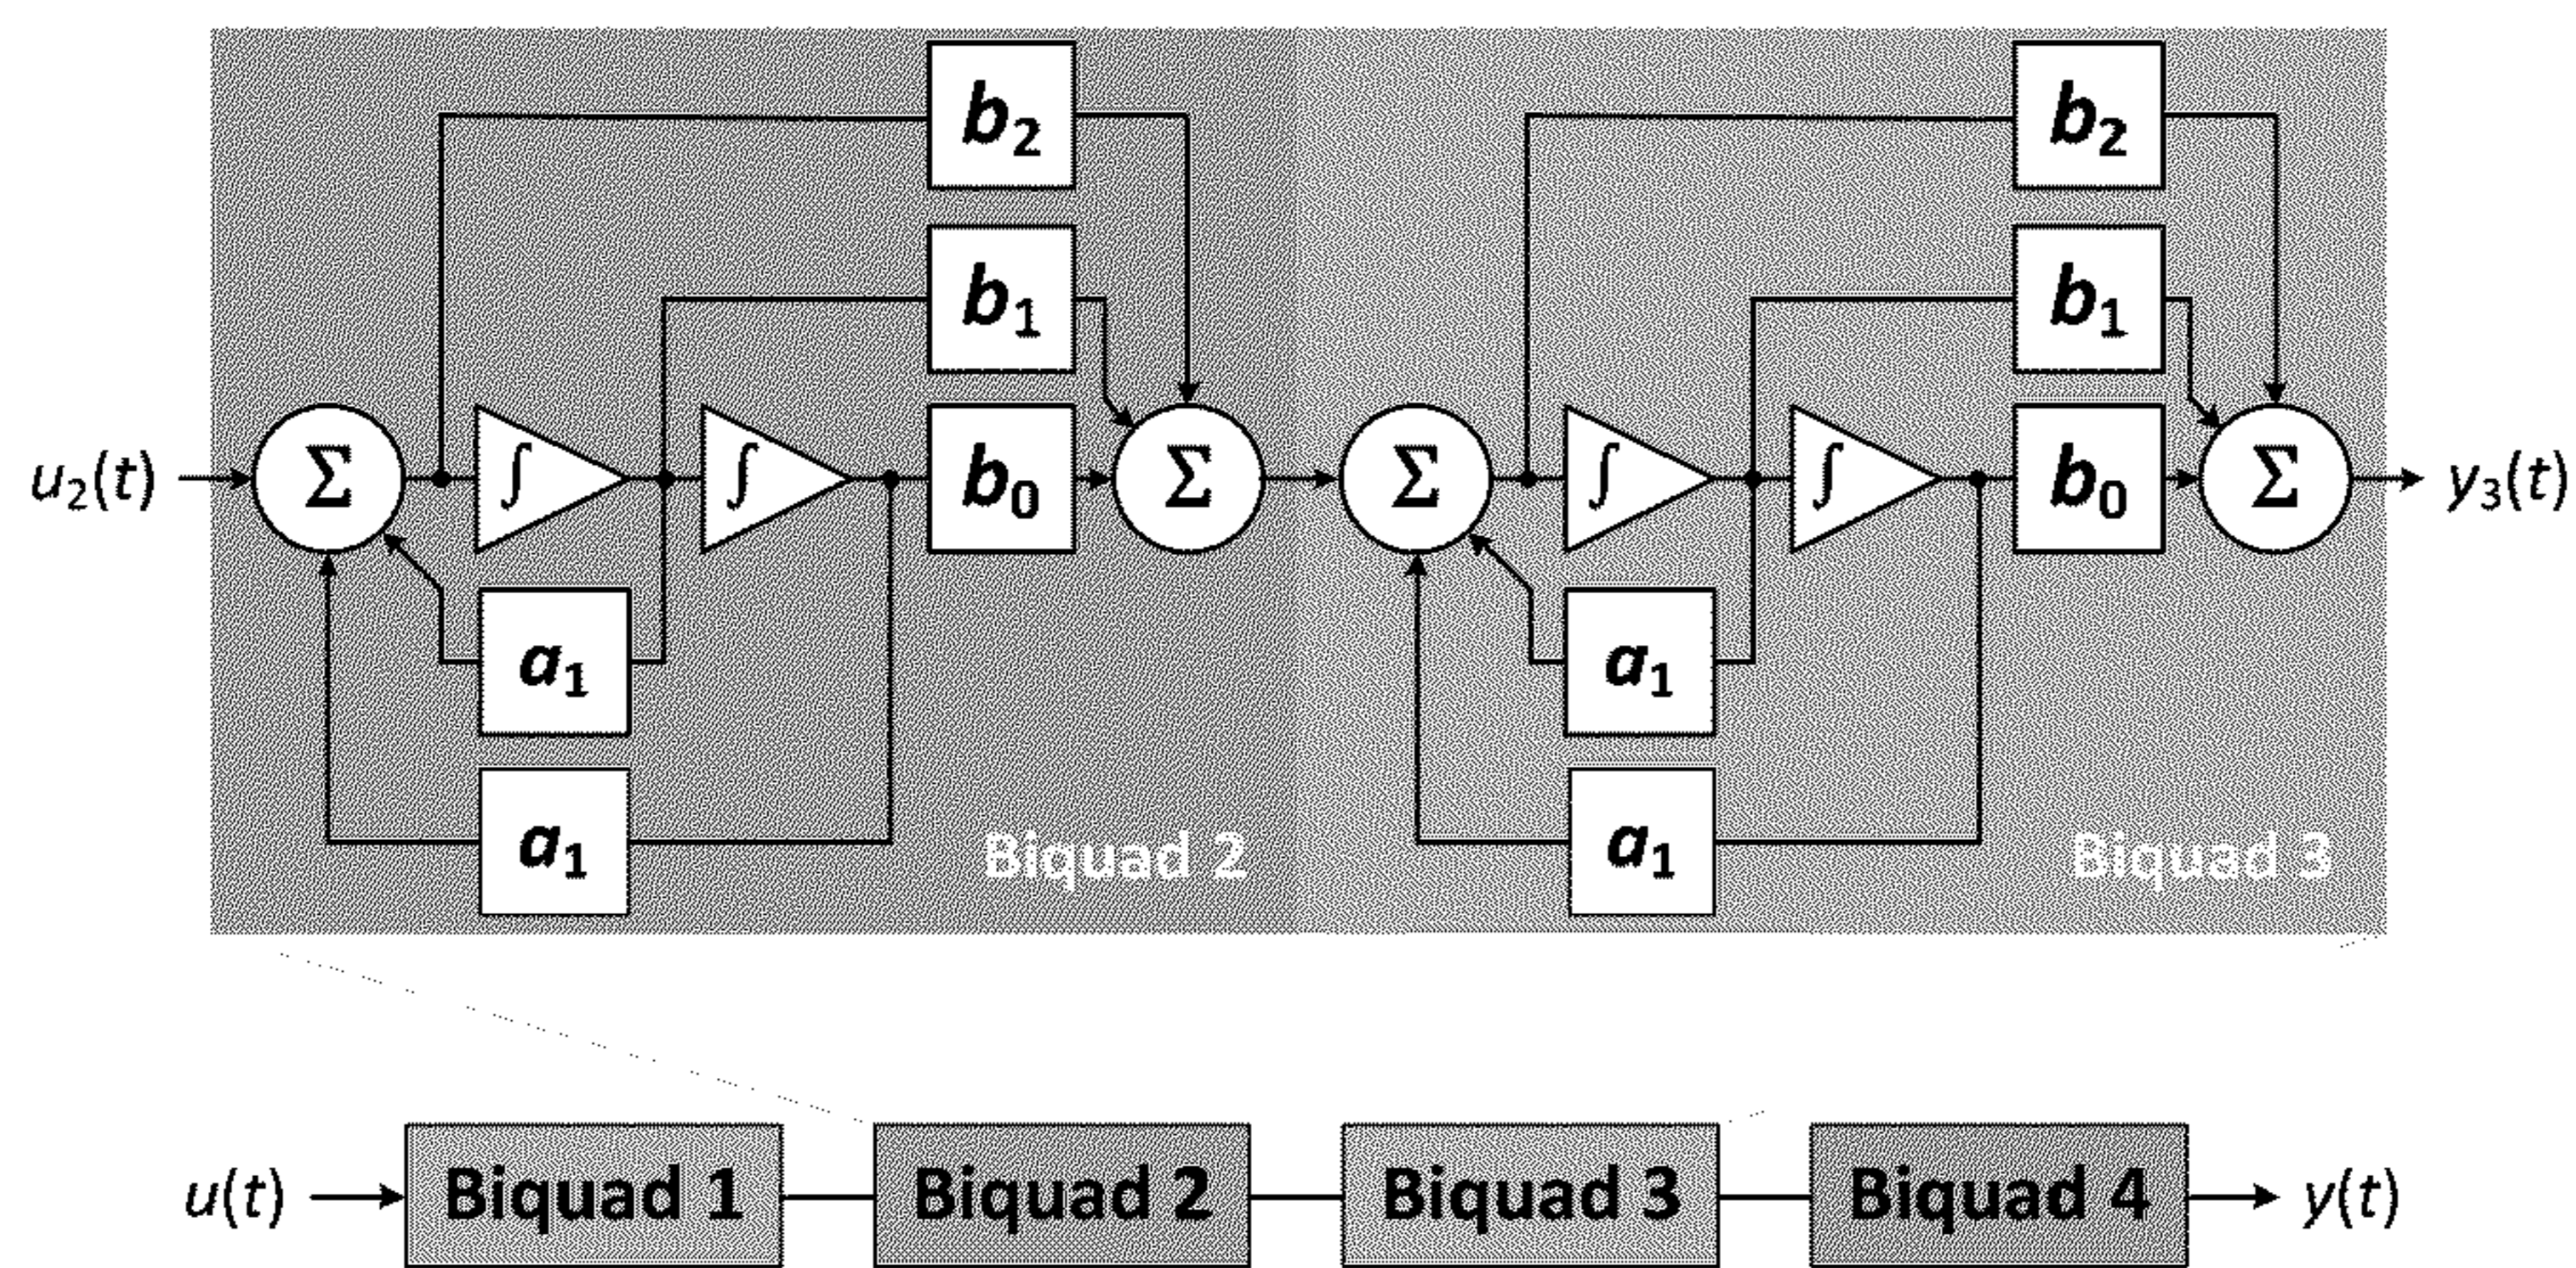 b₂ b₂
b₁ b₁
u₂(t) Σ ∫ ∫ b₀ Σ Σ ∫ ∫ b₀ Σ y₃(t)
a₁ a₁
a₁ a₁
Biquad 2 Biquad 3
u(t) Biquad 1 Biquad 2 Biquad 3 Biquad 4 y(t)